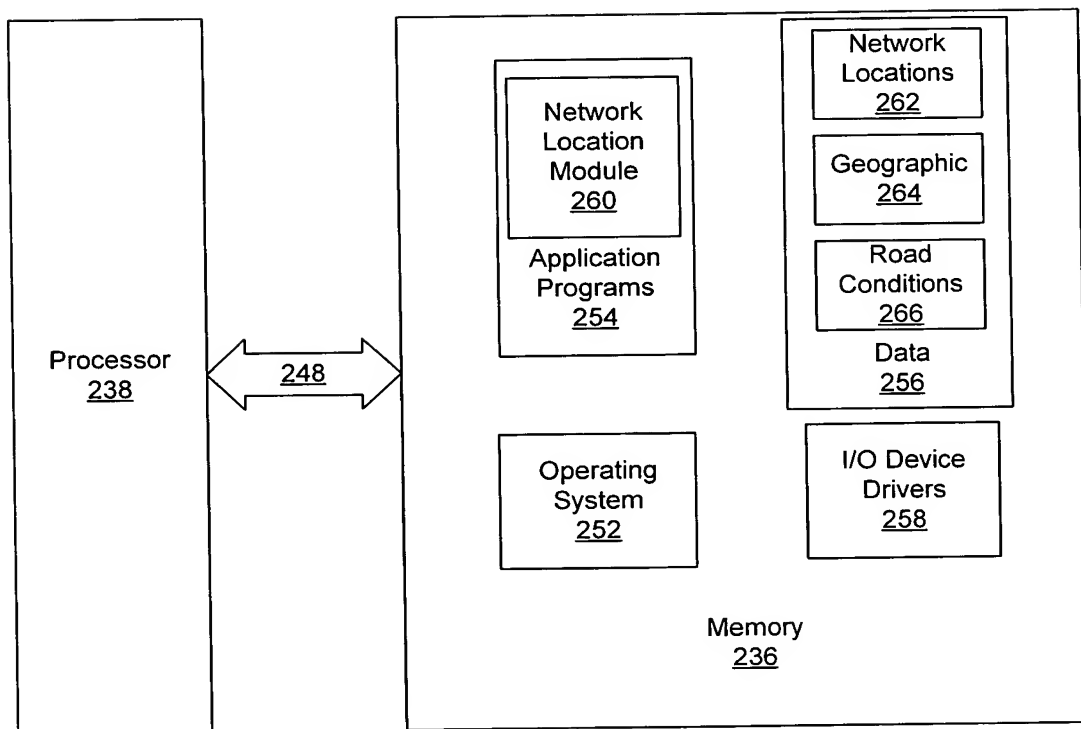 Processor
238
248
Network
Location
Module
260
Application
Programs
254
Network
Locations
262
Geographic
264
Road
Conditions
266
Data
256
Operating
System
252
I/O Device
Drivers
258
Memory
236